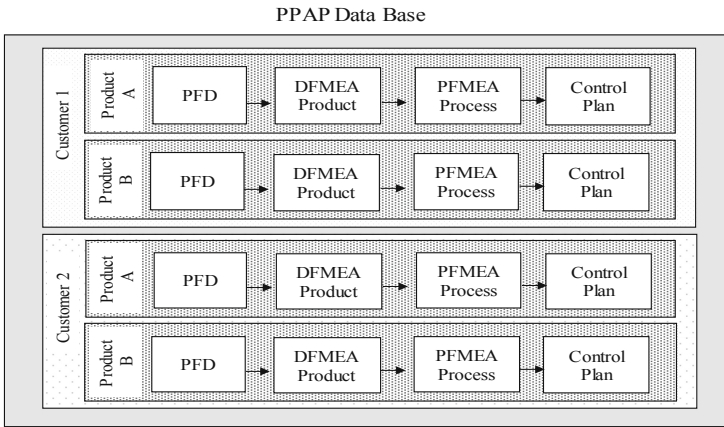 PPAP Data Base
Customer 1
Product
A
PFD
DFMEA
Product
PFMEA
Process
Control
Plan
Product
B
PFD
DFMEA
Product
PFMEA
Process
Control
Plan
Customer 2
Product
A
PFD
DFMEA
Product
PFMEA
Process
Control
Plan
Product
B
PFD
DFMEA
Product
PFMEA
Process
Control
Plan